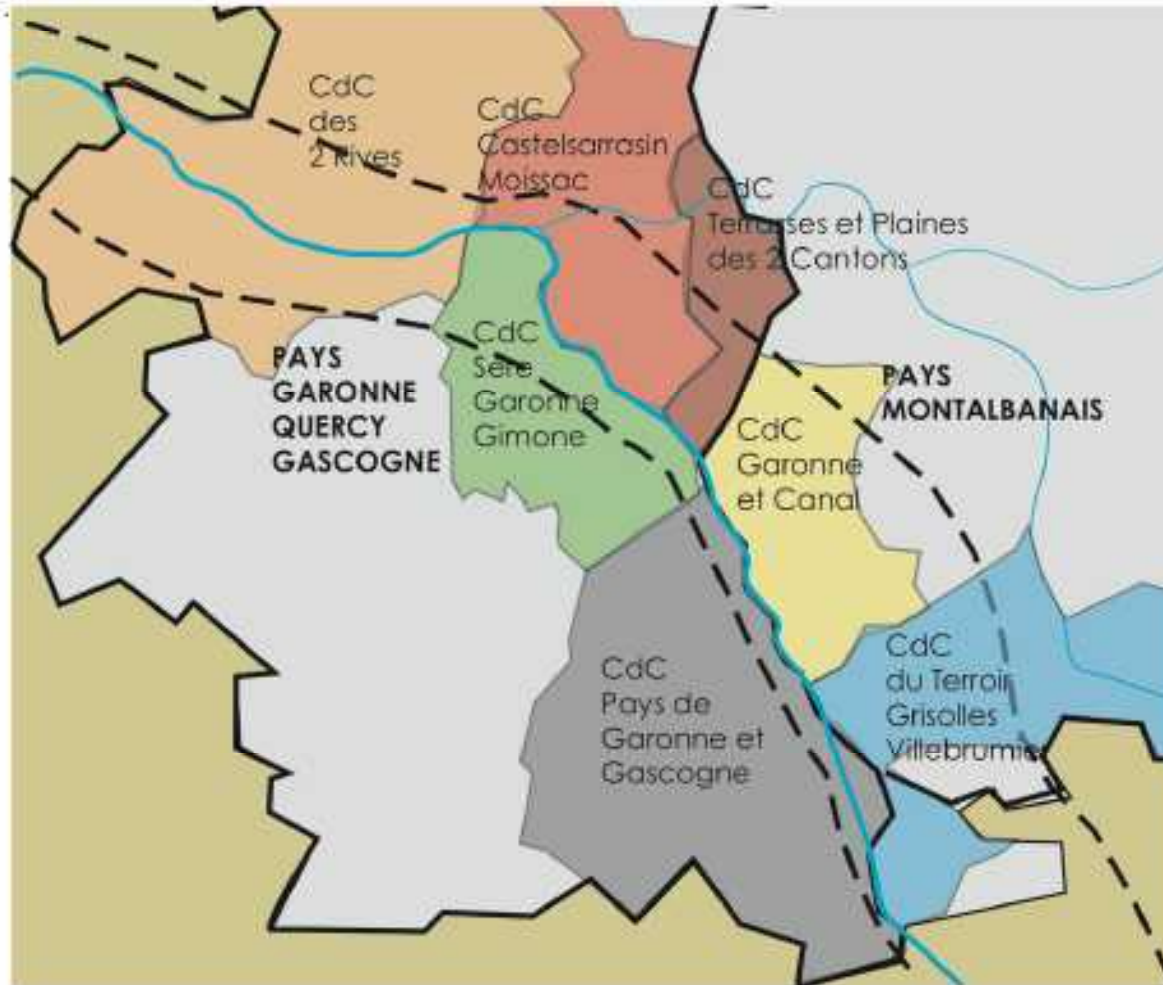 CdC
des
2 Rives
CdC
Castelsarrasin
Moissac
CdC
Terrasses et Plaines
des 2 Cantons
CdC
Sère
Garonne
Gimone
PAYS
GARONNE
QUERCY
GASCOGNE
PAYS
MONTALBANAIS
CdC
Garonne
et Canal
CdC
Pays de
Garonne et
Gascogne
CdC
du Terroir
Grisolles
Villebrumier